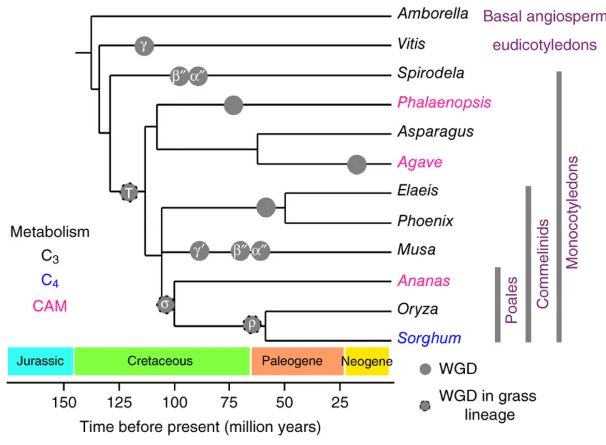 Amborella Basal angiosperm
γ Vitis eudicotyledons
β″ α″ Spirodela
Phalaenopsis
Asparagus
Agave
T
Elaeis
Phoenix
γ′ β″ α″ Musa
Ananas
σ
Oryza
ρ
Sorghum
Poales
Commelinids
Monocotyledons
Metabolism
C3
C4
CAM
Jurassic Cretaceous Paleogene Neogene
150 125 100 75 50 25
Time before present (million years)
WGD
WGD in grass
lineage